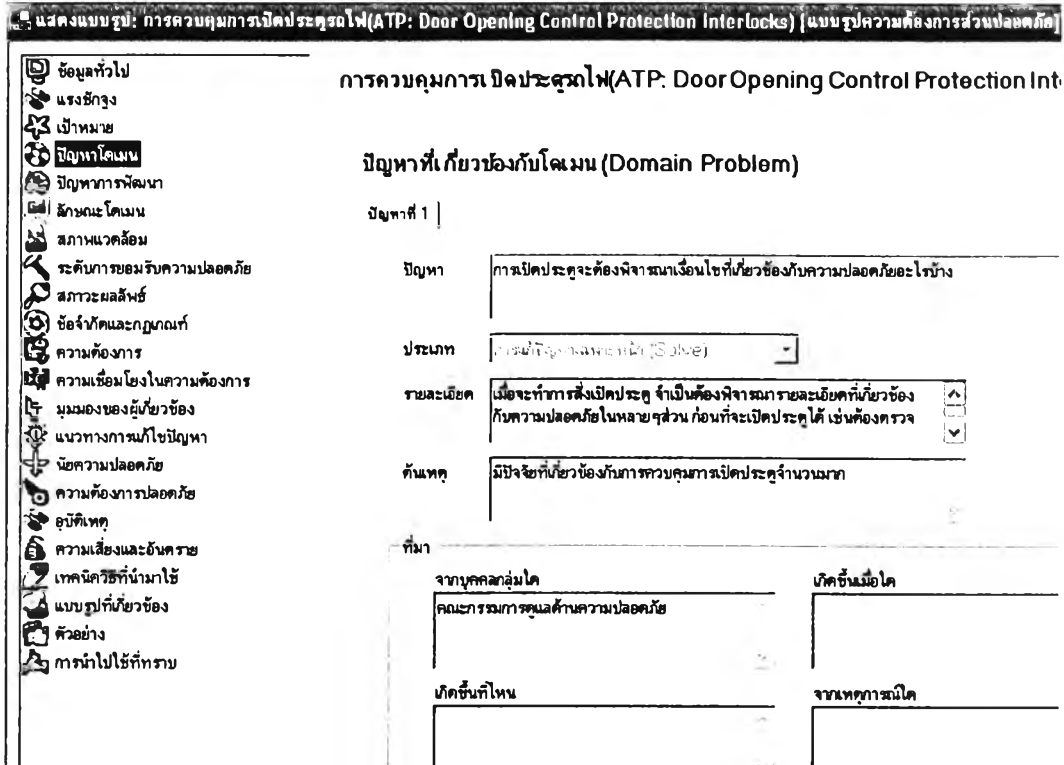 แสดงแบบรูป: การควบคุมการเปิดประตูรถไฟ(ATP: Door Opening Control Protection Interlocks) [แบบรูปความต้องการส่วนปลอดภัย]
ข้อมูลทั่วไป
แรงชักจูง
เป้าหมาย
ปัญหาโดเมน
ปัญหาการพัฒนา
ลักษณะโดเมน
สภาพแวดล้อม
ระดับการยอมรับความปลอดภัย
สภาวะผลลัพธ์
ข้อจำกัดและกฎเกณฑ์
ความต้องการ
ความเชื่อมโยงในความต้องการ
มุมมองของผู้เกี่ยวข้อง
แนวทางการแก้ไขปัญหา
นัยความปลอดภัย
ความต้องการปลอดภัย
อุบัติเหตุ
ความเสี่ยงและอันตราย
เทคนิควิธีที่นำมาใช้
แบบรูปที่เกี่ยวข้อง
ตัวอย่าง
การนำไปใช้ที่ทราบ
การควบคุมการเปิดประตูรถไฟ(ATP: Door Opening Control Protection Int
ปัญหาที่เกี่ยวข้องกับโดเมน (Domain Problem)
ปัญหาที่ 1
ปัญหา
การเปิดประตูจะต้องพิจารณาเงื่อนไขที่เกี่ยวข้องกับความปลอดภัยอะไรบ้าง
ประเภท
(Solve)
รายละเอียด
เมื่อจะทำการสั่งเปิดประตู จำเป็นต้องพิจารณารายละเอียดที่เกี่ยวข้อง
กับความปลอดภัยในหลายๆส่วน ก่อนที่จะเปิดประตูได้ เช่นต้องตรวจ
ต้นเหตุ
มีปัจจัยที่เกี่ยวข้องกับการควบคุมการเปิดประตูจำนวนมาก
ที่มา
จากบุคคลกลุ่มใด
เกิดขึ้นเมื่อใด
คณะกรรมการดูแลด้านความปลอดภัย
เกิดขึ้นที่ไหน
จากเหตุการณ์ใด